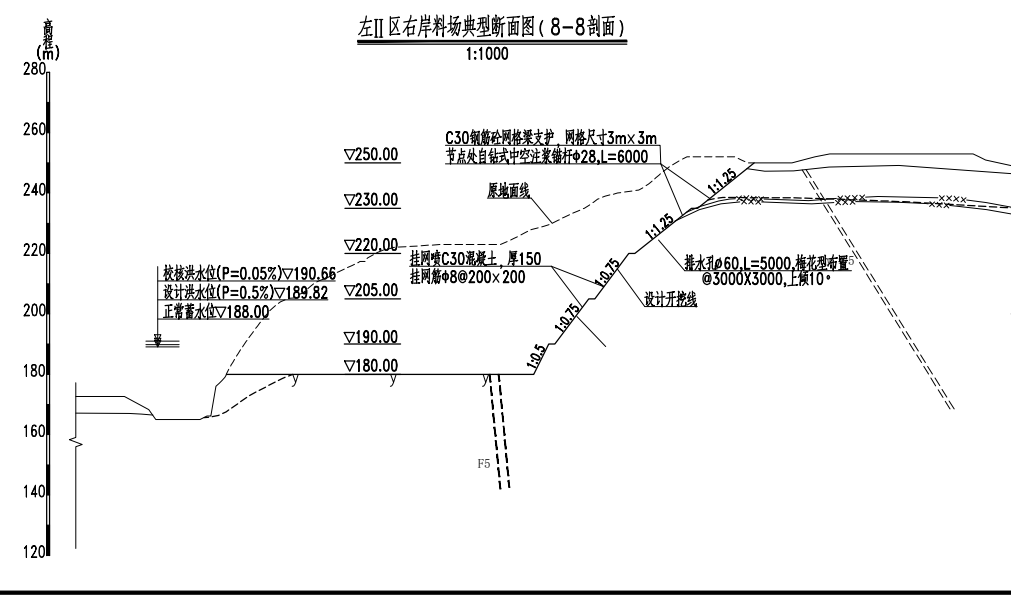 左II区右岸料场典型断面图(8-8剖面)
1:1000
高程
(m)
280
260
240
220
200
180
160
140
120
C30钢筋砼网格梁支护，网格尺寸3m×3m
节点处自钻式中空注浆锚杆Φ28,L=6000
▽250.00
▽230.00
▽220.00
▽205.00
▽190.00
▽180.00
原地面线
1:1.25
1:1.25
1:0.75
1:0.75
1:0.5
挂网喷C30混凝土，厚150
挂网筋Φ8@200×200
排水孔Ø60,L=5000,梅花型布置
@3000X3000,上倾10°
设计开挖线
校核洪水位(P=0.05%)▽190.66
设计洪水位(P=0.5%)▽189.82
正常蓄水位▽188.00
y
y
y
F5